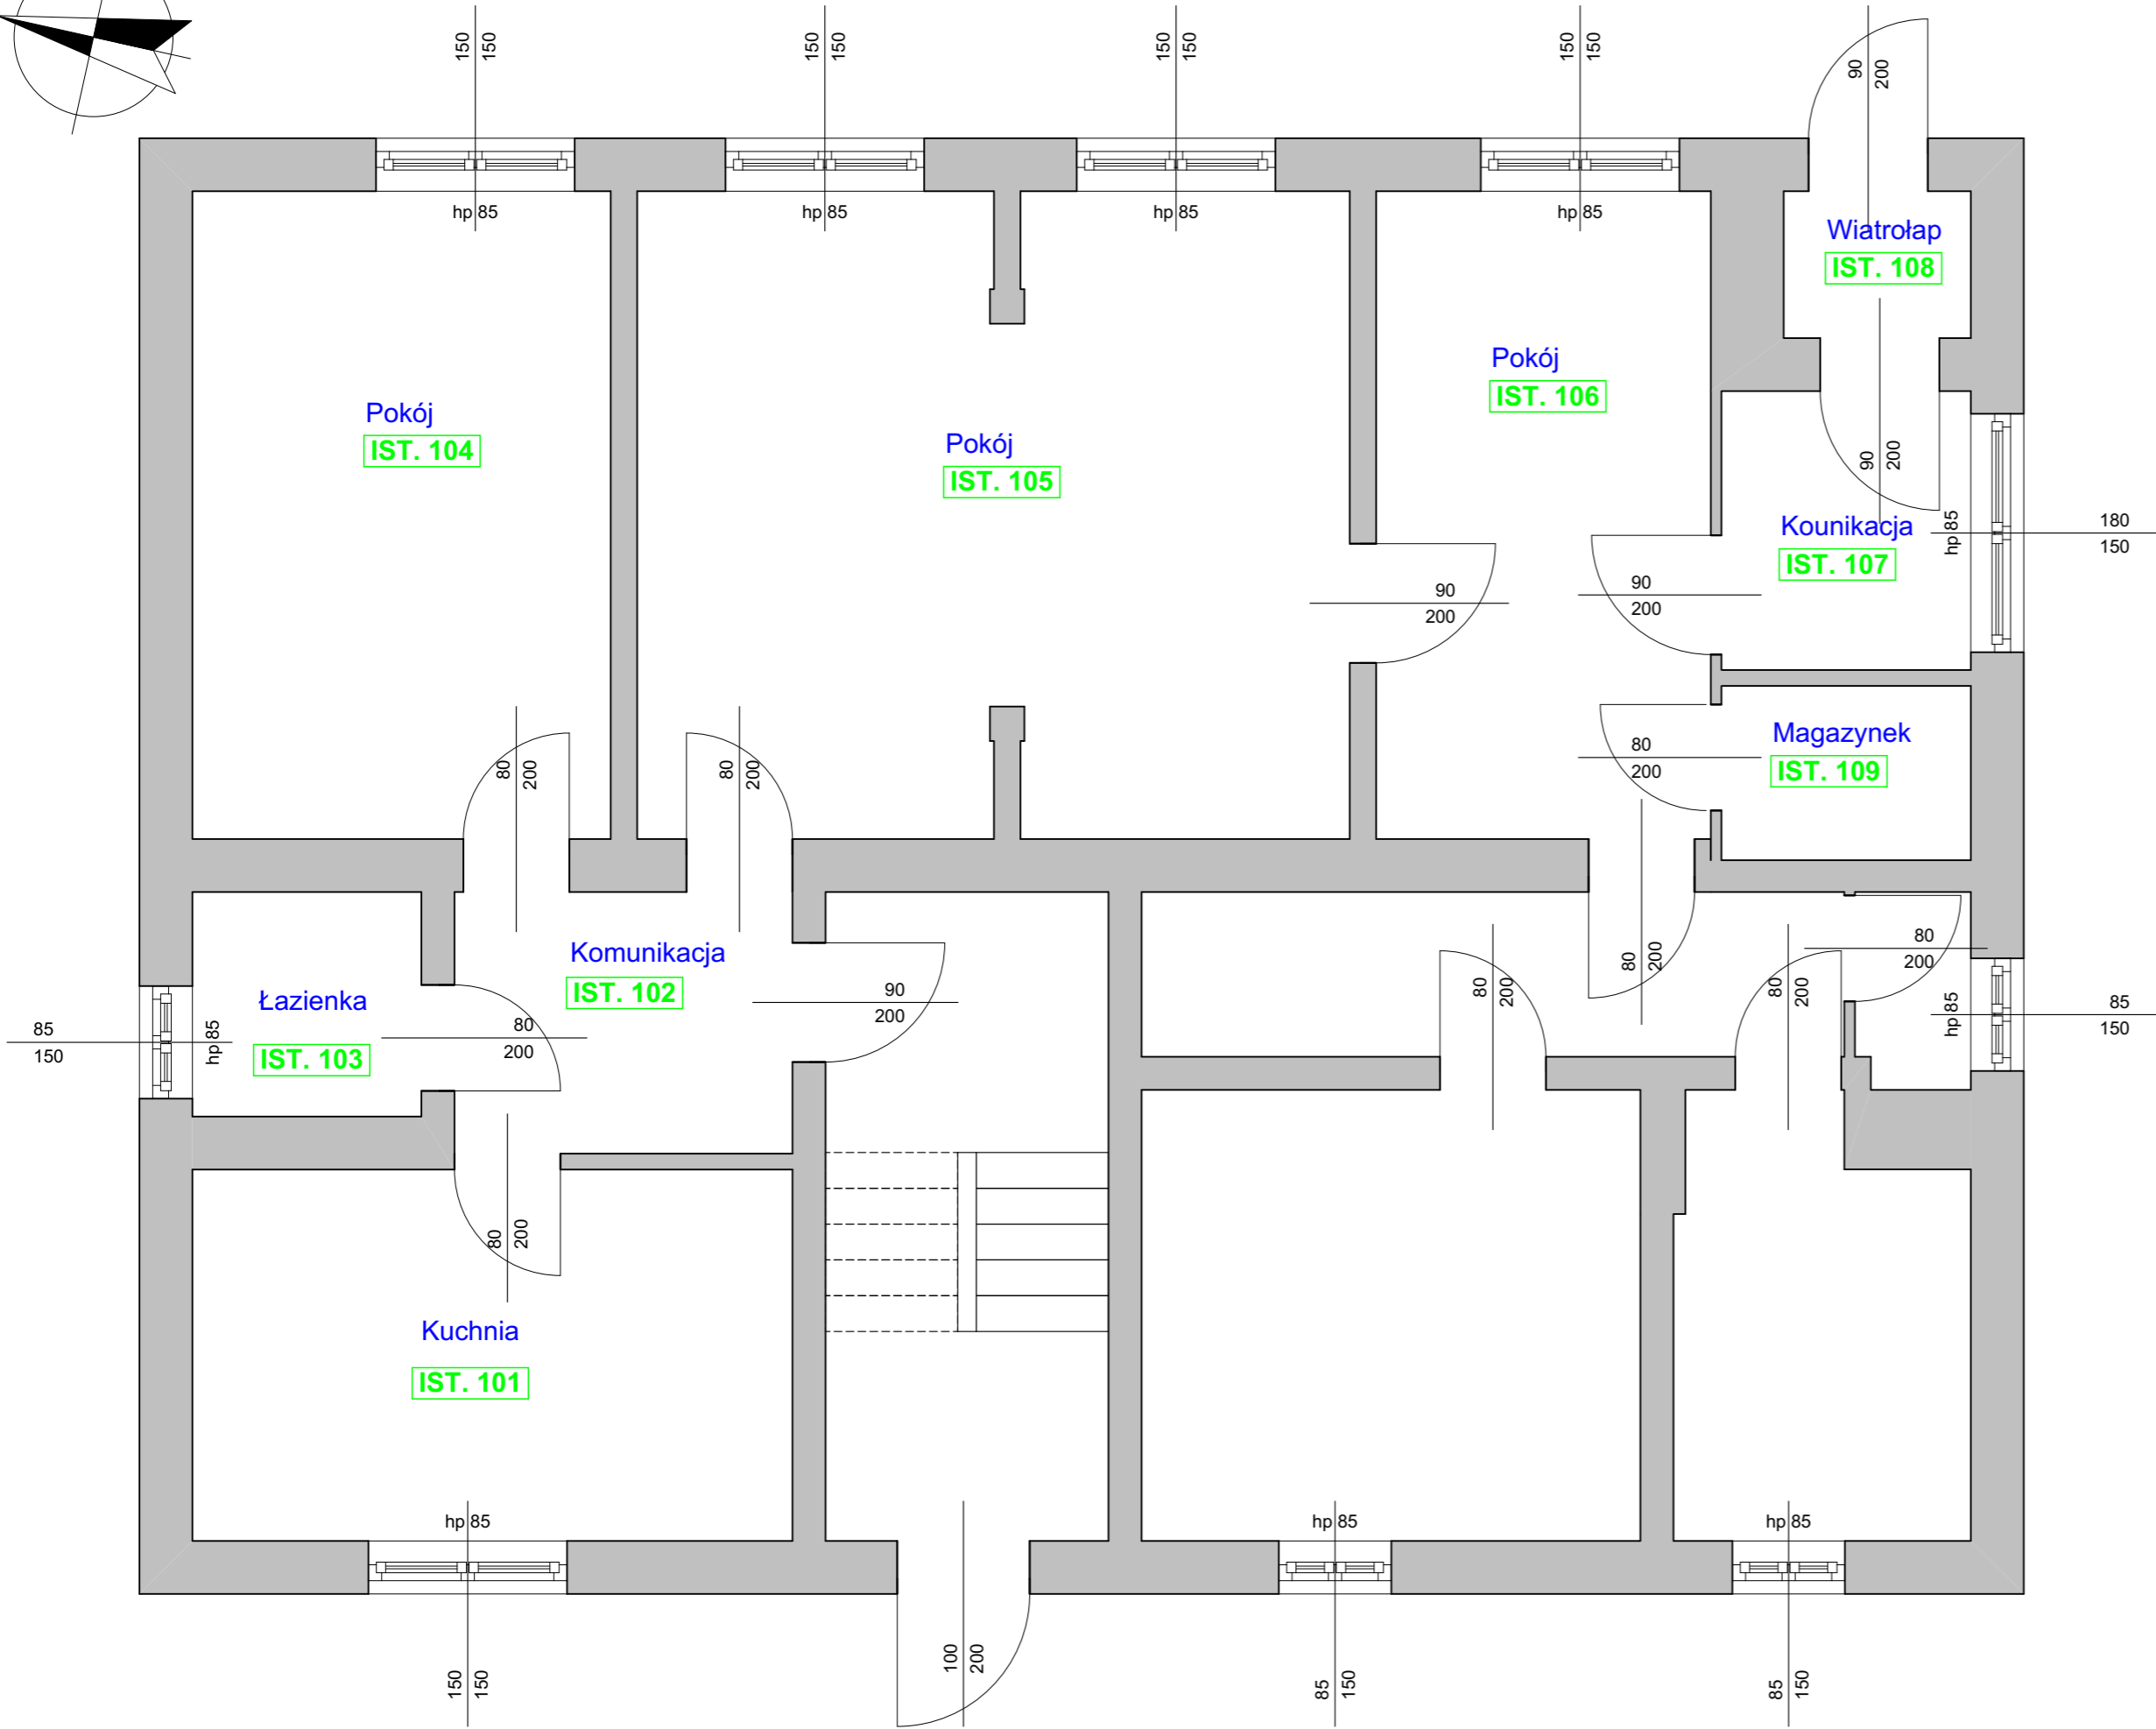 150
150
150
150
150
150
150
150
90
200
hp 85
hp 85
hp 85
hp 85
Wiatrołap
IST. 108
Pokój
IST. 106
Pokój
IST. 104
Pokój
IST. 105
90
200
Kounikacja
IST. 107
hp 85
180
150
90
200
90
200
Magazynek
IST. 109
80
200
80
200
80
200
Komunikacja
IST. 102
Łazienka
IST. 103
85
150
hp 85
80
200
90
200
80
200
80
200
80
200
80
200
hp 85
85
150
80
200
Kuchnia
IST. 101
hp 85
hp 85
hp 85
150
150
100
200
85
150
85
150